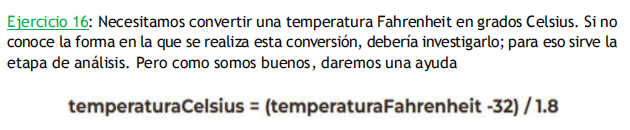 Ejercicio 16: Necesitamos convertir una temperatura Fahrenheit en grados Celsius. Si no
conoce la forma en la que se realiza esta conversión, debería investigarlo; para eso sirve la
etapa de análisis. Pero como somos buenos, daremos una ayuda
temperaturaCelsius = (temperaturaFahrenheit -32) / 1.8